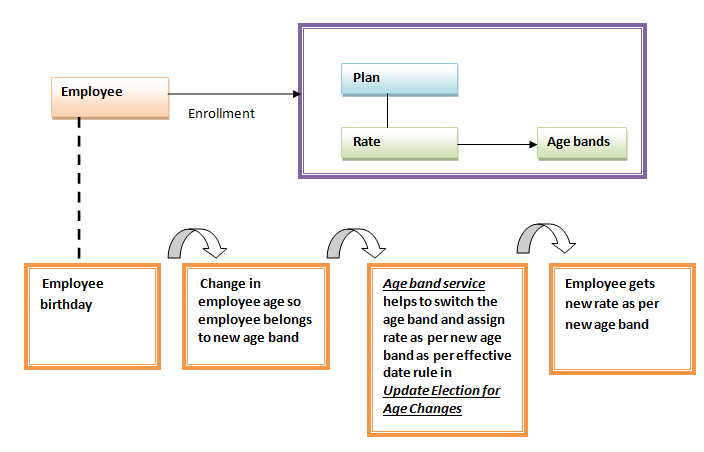 Employee
Enrollment
Plan
Rate
Age bands
Employee
birthday
Change in
employee age so
employee belongs
to new age band
Age band service
helps to switch the
age band and assign
rate as per new age
band as per effective
date rule in
Update Election for
Age Changes
Employee gets
new rate as per
new age band